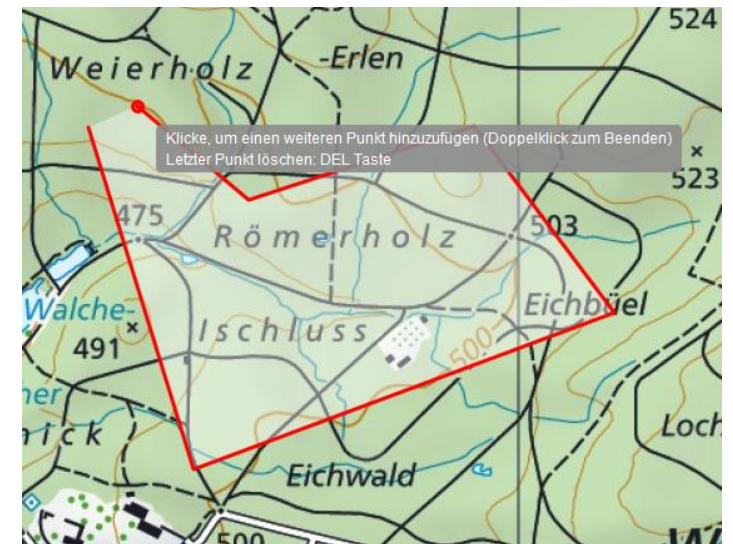 524
Weierholz
-Erlen
Klicke, um einen weiteren Punkt hinzuzufügen (Doppelklick zum Beenden)
Letzter Punkt löschen: DEL Taste
523
475
503
Römerholz
Eichbüel
Walche-
Ischluss
491
500
Loch
Eichwald
500